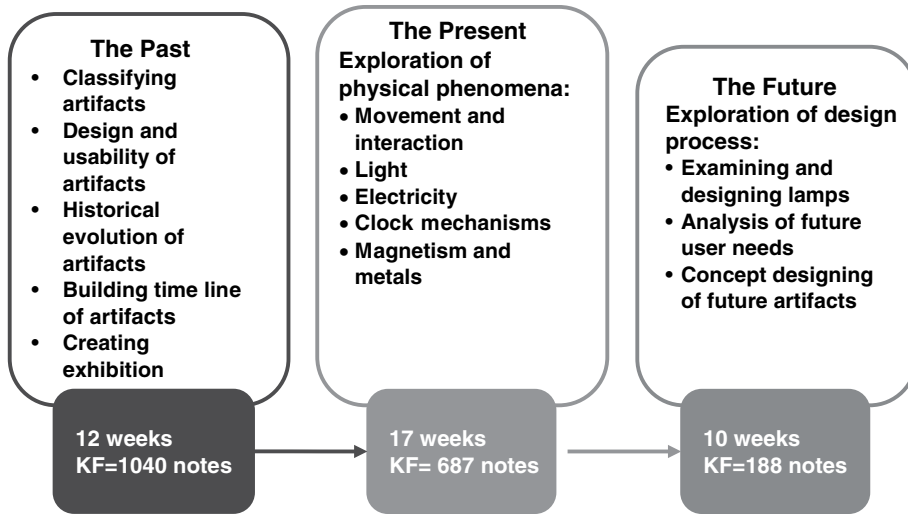 The Past
• Classifying
artifacts
• Design and
usability of
artifacts
• Historical
evolution of
artifacts
• Building time line
of artifacts
• Creating
exhibition
12 weeks
KF=1040 notes
The Present
Exploration of
physical phenomena:
• Movement and
interaction
• Light
• Electricity
• Clock mechanisms
• Magnetism and
metals
17 weeks
KF= 687 notes
The Future
Exploration of design
process:
• Examining and
designing lamps
• Analysis of future
user needs
• Concept designing
of future artifacts
10 weeks
KF=188 notes